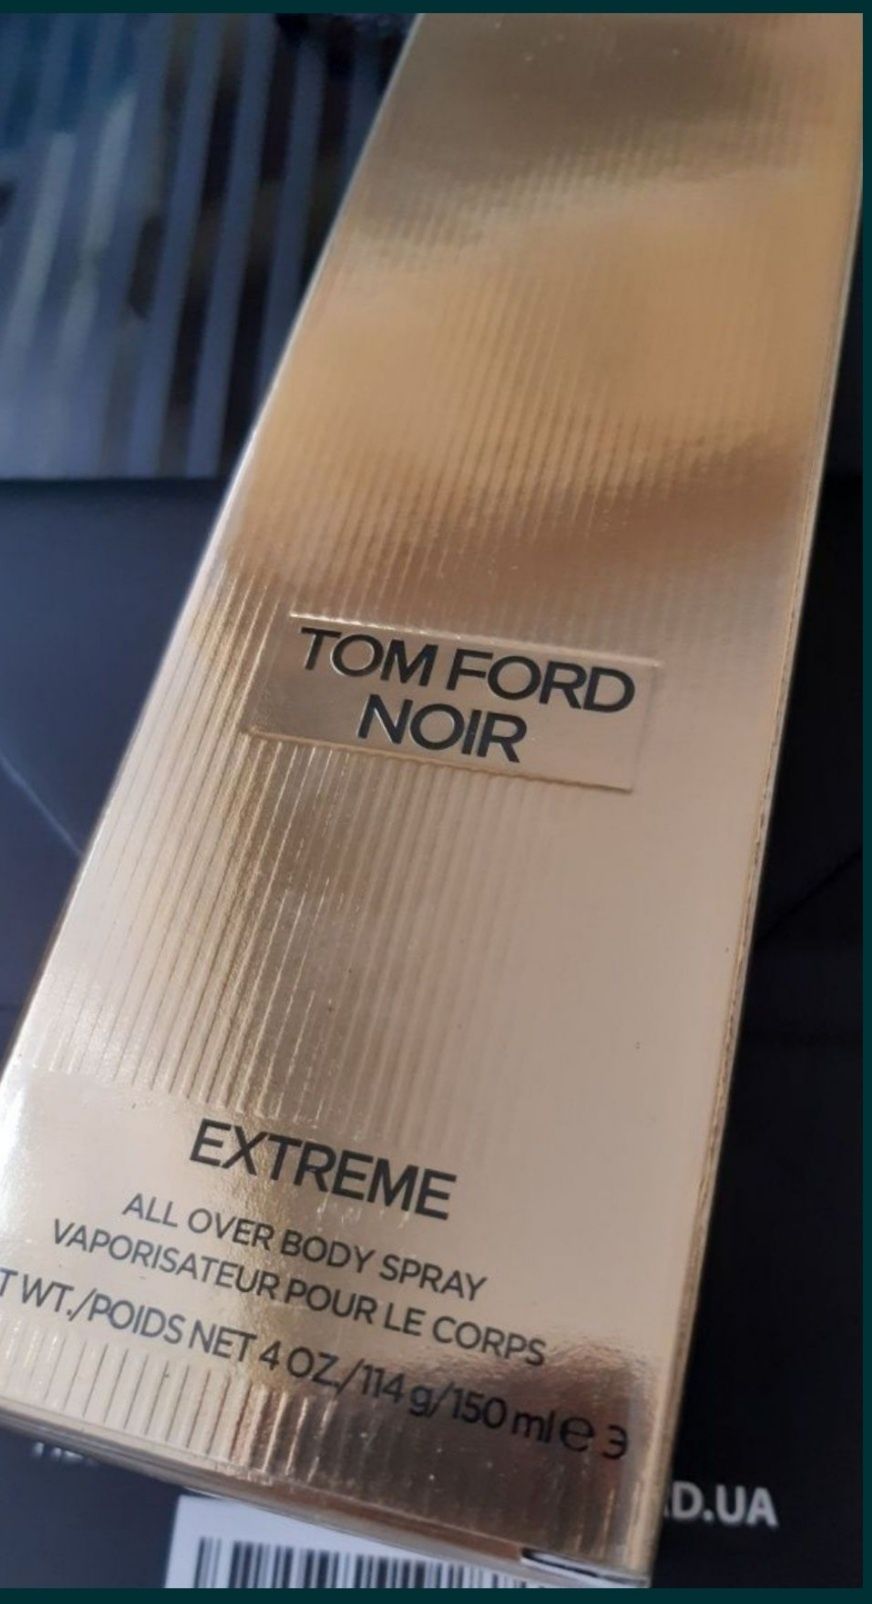 TOM FORD
NOIR
EXTREME
ALL OVER BODY SPRAY
VAPORISATEUR POUR LE CORPS
T WT./POIDS NET 4 OZ./114 g/150 ml e 3
D.UA